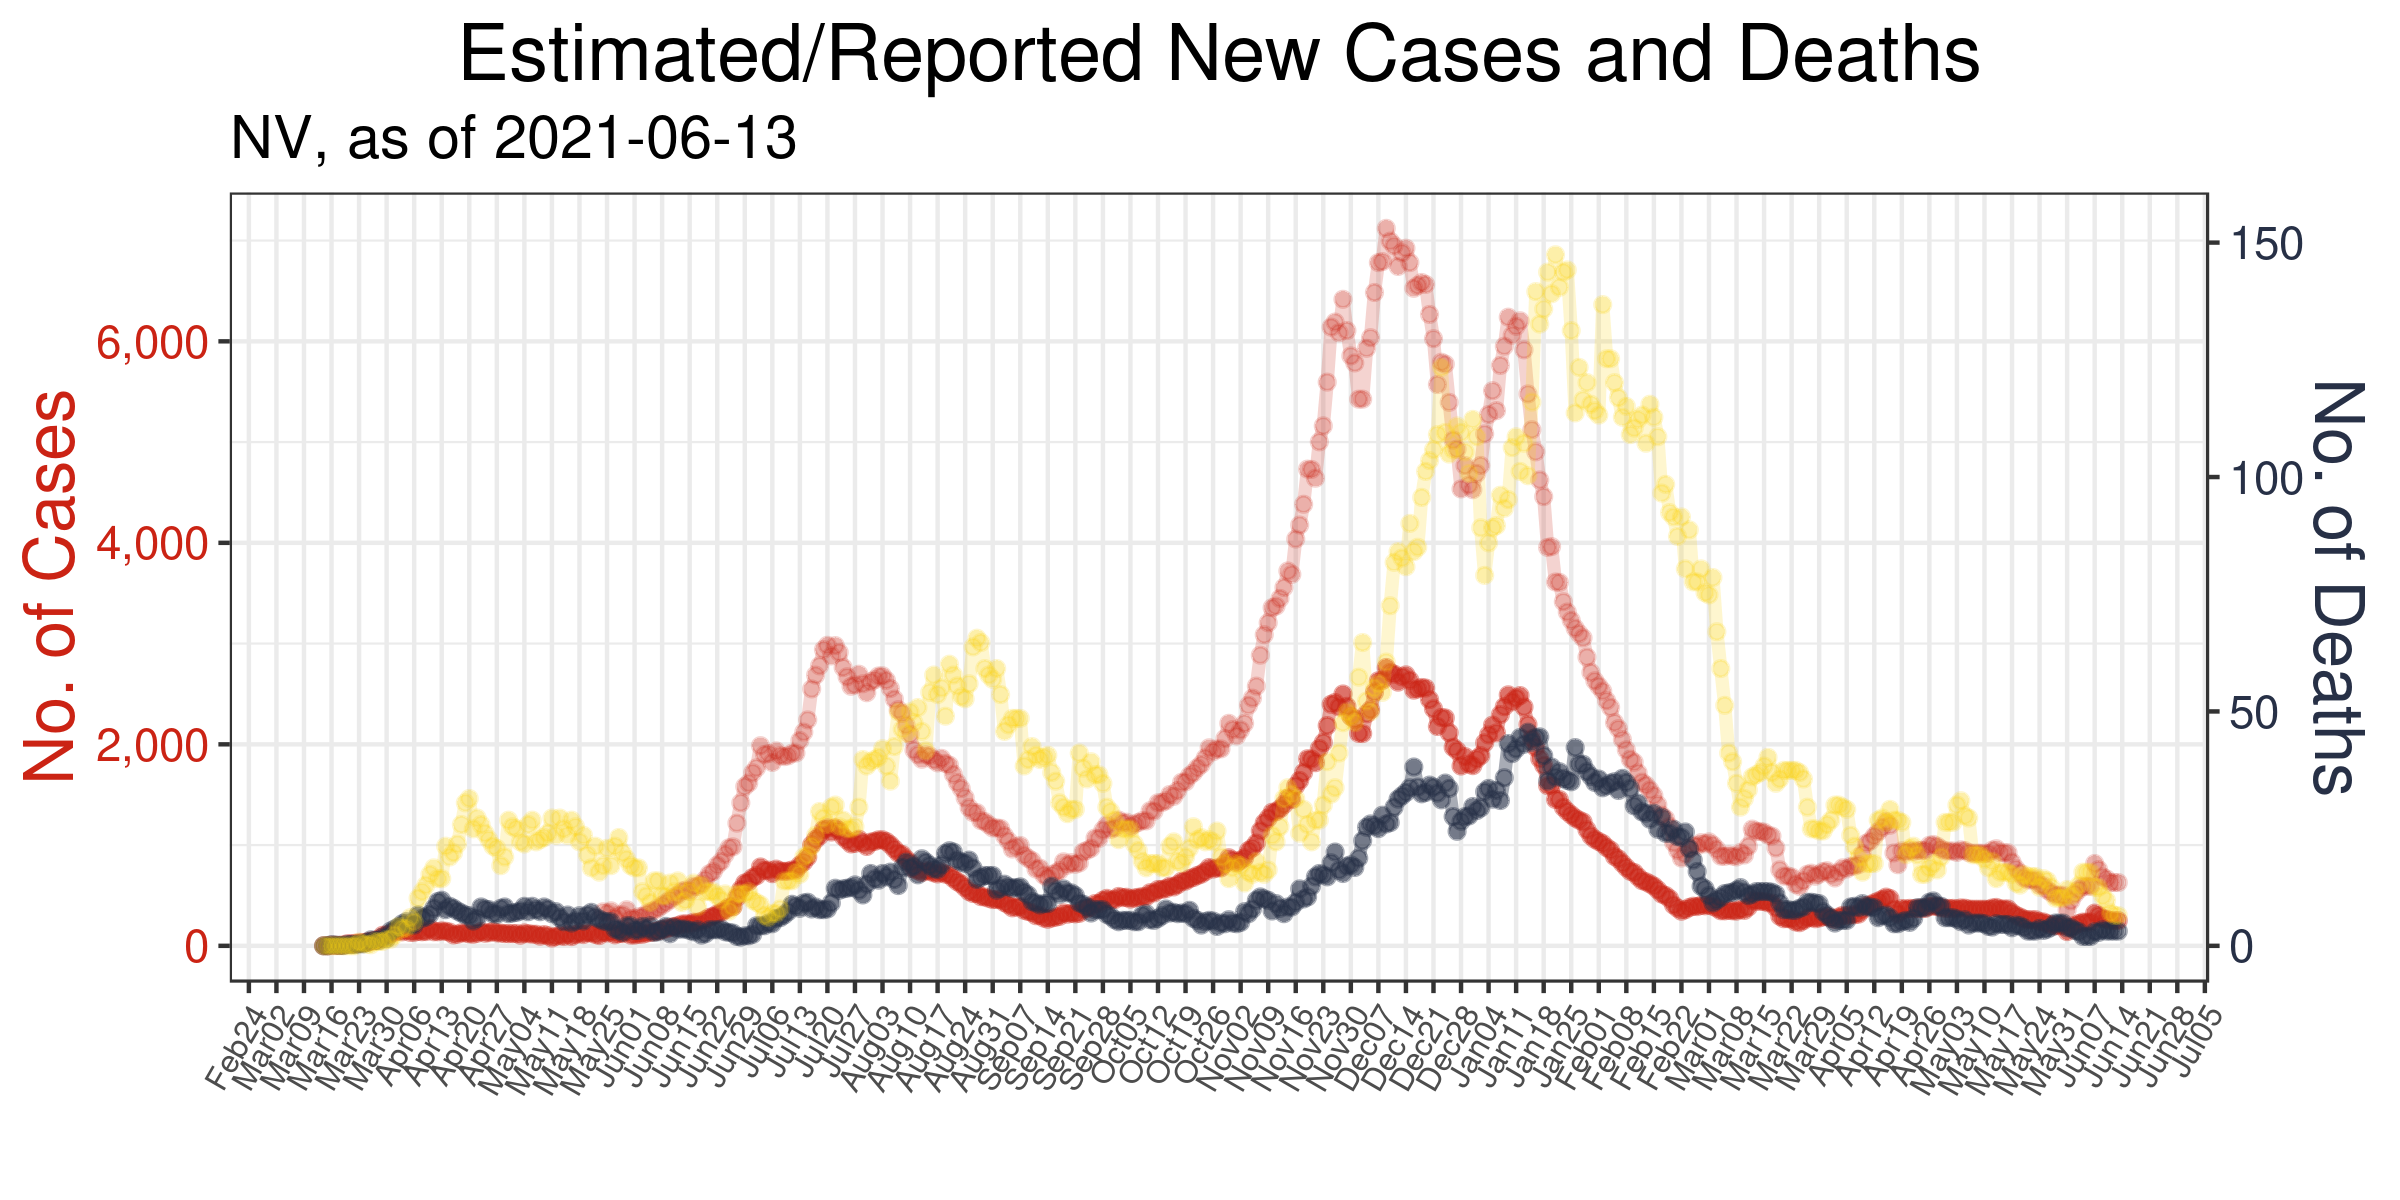 Estimated/Reported New Cases and Deaths
NV, as of 2021-06-13
No. of Cases
6,000
4,000
2,000
0
150
100
50
0
No. of Deaths
Feb24
Mar02
Mar09
Mar16
Mar23
Mar30
Apr06
Apr13
Apr20
Apr27
May04
May11
May18
May25
Jun01
Jun08
Jun15
Jun22
Jun29
Jul06
Jul13
Jul20
Jul27
Aug03
Aug10
Aug17
Aug24
Aug31
Sep07
Sep14
Sep21
Sep28
Oct05
Oct12
Oct19
Oct26
Nov02
Nov09
Nov16
Nov23
Nov30
Dec07
Dec14
Dec21
Dec28
Jan04
Jan11
Jan18
Jan25
Feb01
Feb08
Feb15
Feb22
Mar01
Mar08
Mar15
Mar22
Mar29
Apr05
Apr12
Apr19
Apr26
May03
May10
May17
May24
May31
Jun07
Jun14
Jun21
Jun28
Jul05